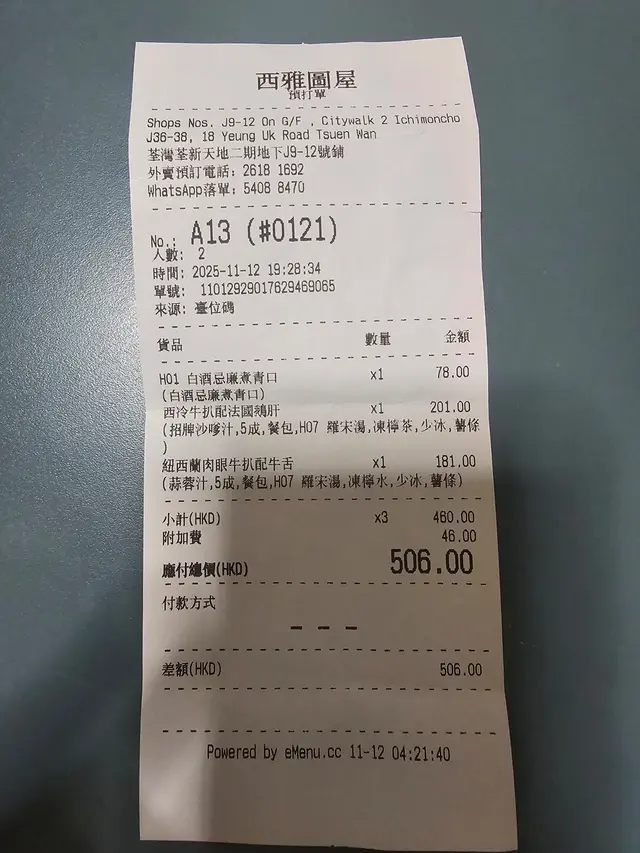 西雅圖屋
預打單
Shops Nos. J9-12 On G/F , Citywalk 2 Ichimoncho
J36-38, 18 Yeung Uk Road Tsuen Wan
荃灣荃新天地二期地下J9-12號鋪
外賣預訂電話: 2618 1692
WhatsApp落單: 5408 8470
No.: A13 (#0121)
人數: 2
時間: 2025-11-12 19:28:34
單號: 11012929017629469065
來源: 臺位碼
貨品 數量 金額
H01 白酒忌廉煮青口 x1 78.00
(白酒忌廉煮青口)
西冷牛扒配法國鵝肝 x1 201.00
(招牌沙嗲汁,5成,餐包,H07 羅宋湯,凍檸茶,少冰,薯條
)
紐西蘭肉眼牛扒配牛舌 x1 181.00
(蒜蓉汁,5成,餐包,H07 羅宋湯,凍檸水,少冰,薯條)
小計(HKD) x3 460.00
附加費 46.00
應付總價(HKD) 506.00
付款方式
---
差額(HKD) 506.00
Powered by eMenu.cc 11-12 04:21:40